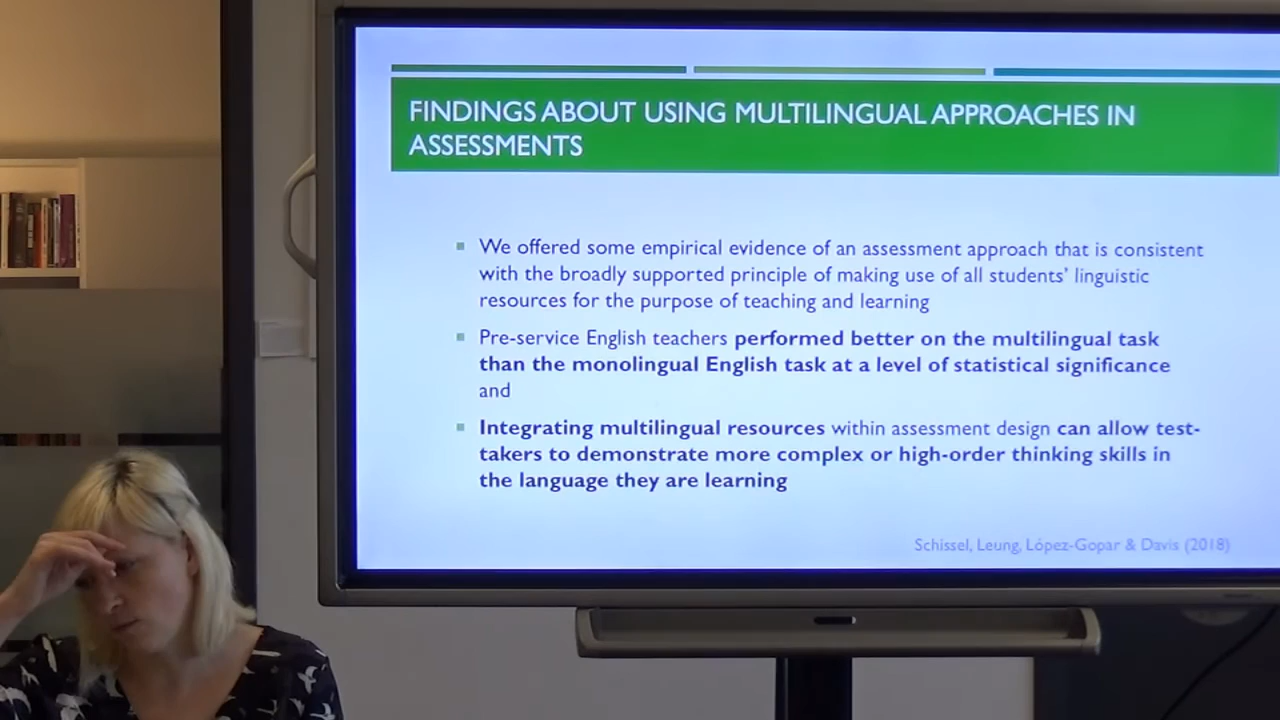 FINDINGS ABOUT USING MULTILINGUAL APPROACHES IN
ASSESSMENTS
We offered some empirical evidence of an assessment approach that is consistent
with the broadly supported principle of making use of all students' linguistic
resources for the purpose of teaching and learning
Pre-service English teachers performed better on the multilingual task
than the monolingual English task at a level of statistical significance
and
Integrating multilingual resources within assessment design can allow test-
takers to demonstrate more complex or high-order thinking skills in
the language they are learning
Schissel, Leung, López-Gopar & Davis (2018)